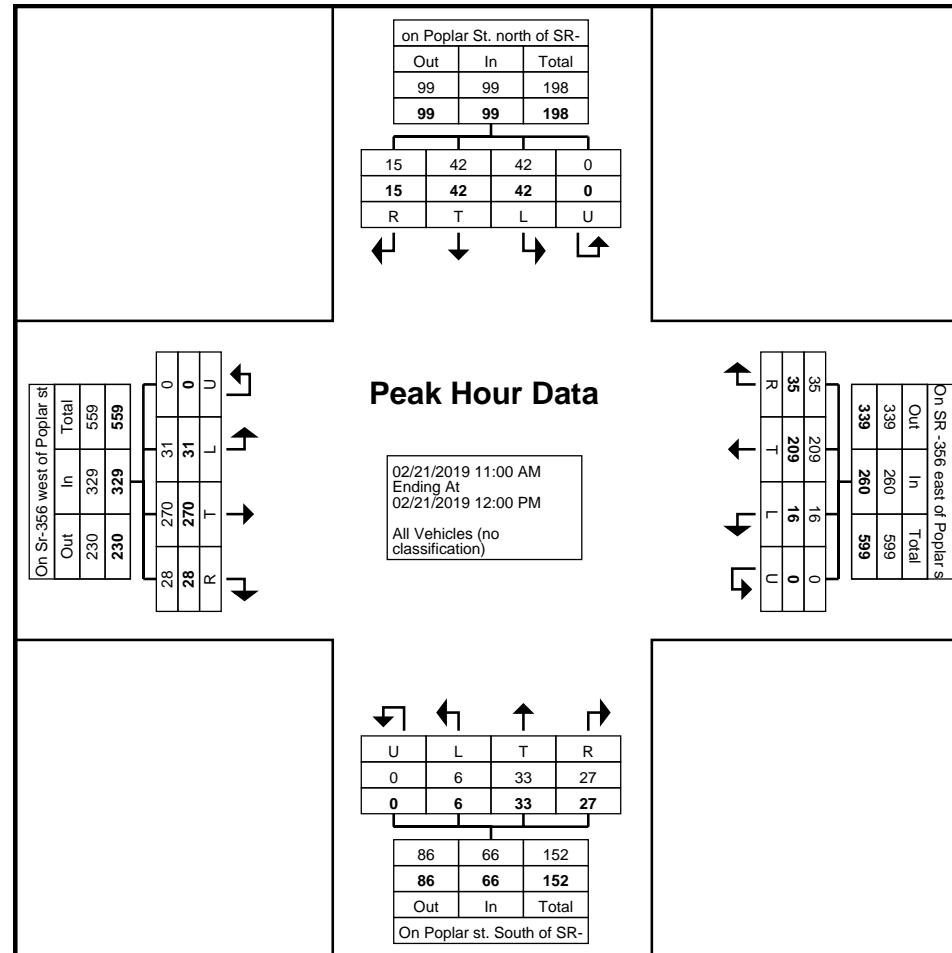 on Poplar St. north of SR-
Out In Total
99 99 198
99 99 198
15 42 42 0
15 42 42 0
R T L U
On Sr-356 west of Poplar st
Total In Out
559 329 230
559 329 230
0 31 270 28
0 31 270 28
U L T R
Peak Hour Data
02/21/2019 11:00 AM
Ending At
02/21/2019 12:00 PM
All Vehicles (no
classification)
R T L U
35 209 16 0
35 209 16 0
339 260 599
339 260 599
Out In Total
On SR -356 east of Poplar s
U L T R
0 6 33 27
0 6 33 27
86 66 152
86 66 152
Out In Total
On Poplar st. South of SR-